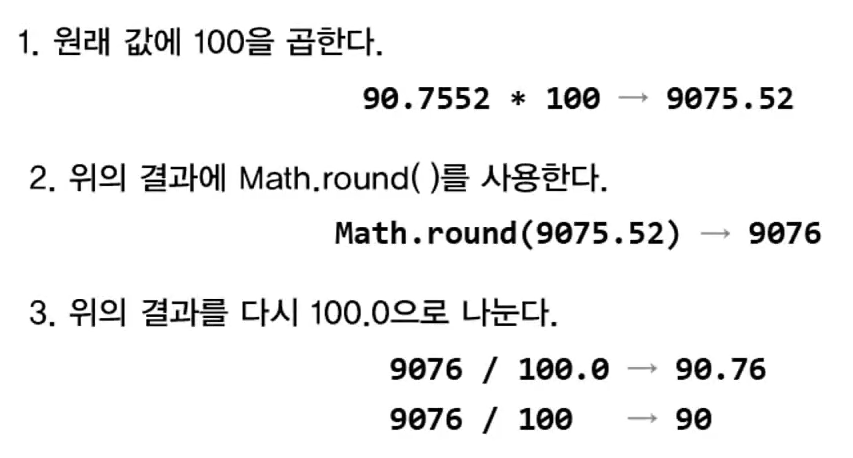 1. 원래 값에 100을 곱한다.
90.7552 * 100 → 9075.52
2. 위의 결과에 Math.round( )를 사용한다.
Math.round(9075.52) → 9076
3. 위의 결과를 다시 100.0으로 나눈다.
9076 / 100.0 → 90.76
9076 / 100 → 90